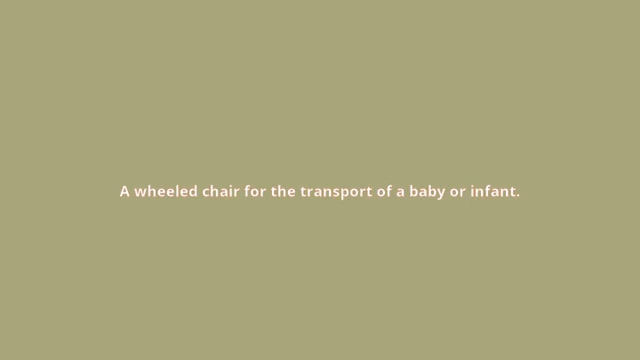 A wheeled chair for the transport of a baby or infant.